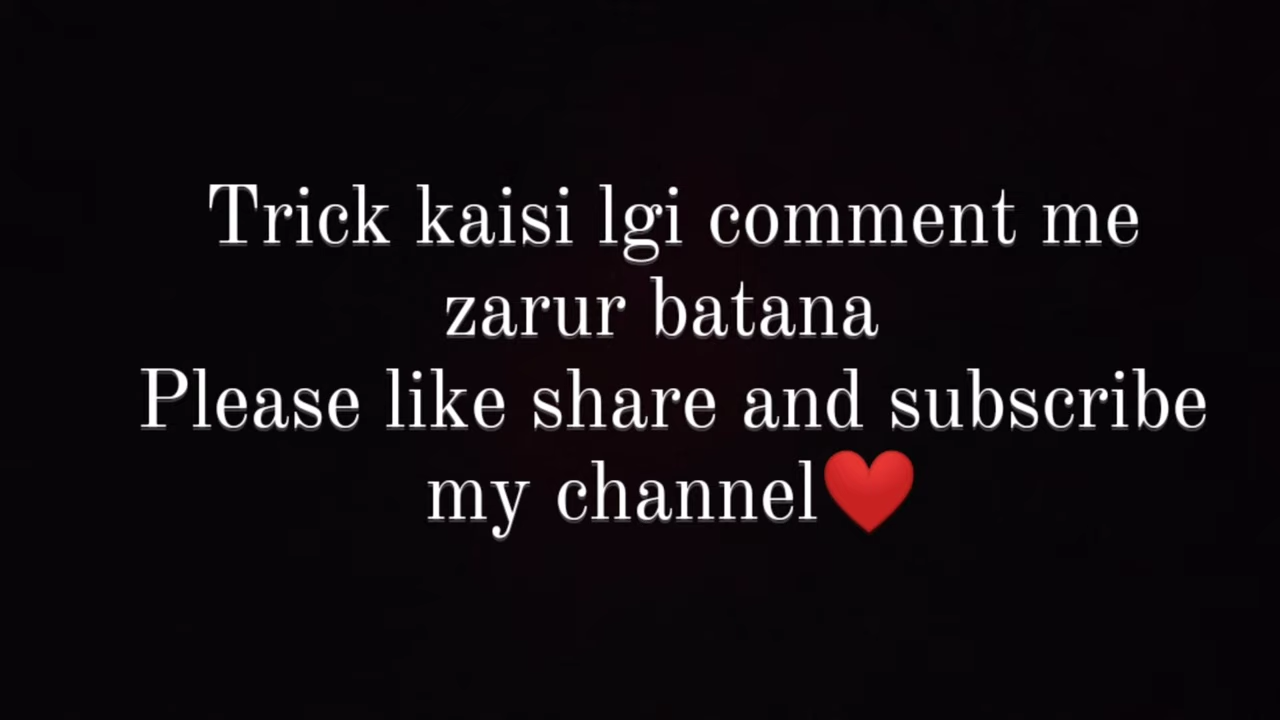 Trick kaisi lgi comment me
zarur batana
Please like share and subscribe
my channel❤️